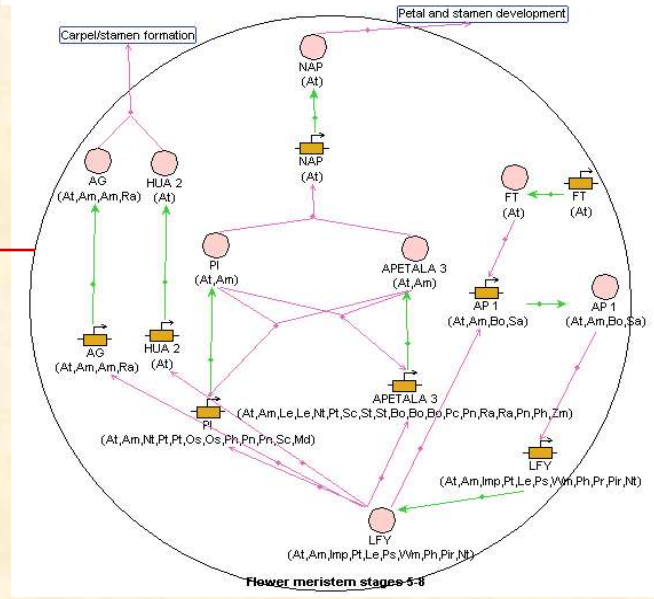 Petal and stamen development
Carpel/stamen formation
NAP
(At)
NAP
(At)
AG
(At,Am,Am,Ra)
HUA 2
(At)
FT
(At)
FT
(At)
PI
(At,Am)
APETALA 3
(At,Am)
AP 1
(At,Am,Bo,Sa)
AP 1
(At,Am,Bo,Sa)
AG
(At,Am,Am,Ra)
HUA 2
(At)
APETALA 3
(At,Am,Le,Le,Nt,Pt,Sc,St,St,Bo,Bo,Bo,Pc,Pn,Ra,Ra,Pn,Ph,Zm)
PI
(At,Am,Nt,Pt,Pt,Os,Os,Ph,Pn,Pn,Sc,Md)
LFY
(At,Am,Imp,Pt,Le,Ps,Wm,Ph,Pr,Pir,Nt)
LFY
(At,Am,Imp,Pt,Le,Ps,Wm,Ph,Pir,Nt)
Flower meristem stages 5-8